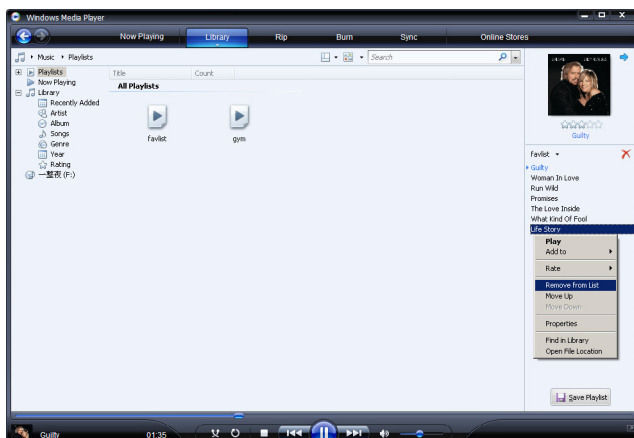 Windows Media Player
Now Playing Library Rip Burn Sync Online Stores
Music Playlists
Search
Playlists
Now Playing
Library
Recently Added
Artist
Album
Songs
Genre
Year
Rating
一整夜 (F:)
Title Count
All Playlists
favlist gym
Guilty
favlist
Guilty
Woman In Love
Run Wild
Promises
The Love Inside
What Kind Of Fool
Life Story
Play
Add to
Rate
Remove from List
Move Up
Move Down
Properties
Find in Library
Open File Location
Save Playlist
Guilty 01:35